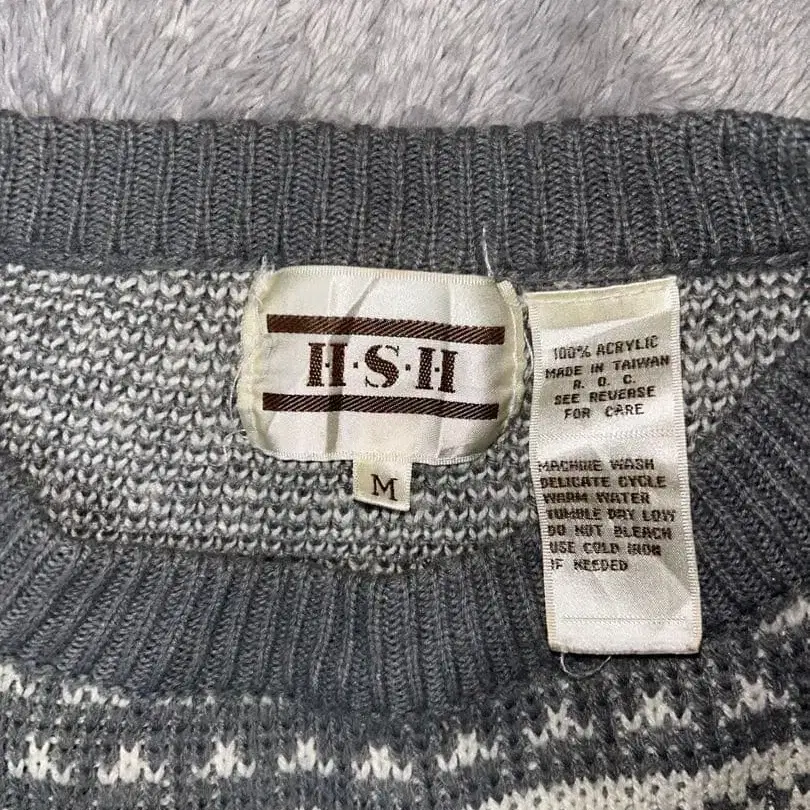 H·S·H
M
100% ACRYLIC
MADE IN TAIWAN
R. O. C.
SEE REVERSE
FOR CARE
MACHINE WASH
DELICATE CYCLE
WARM WATER
TUMBLE DRY LOW
DO NOT BLEACH
USE COLD IRON
IF NEEDED